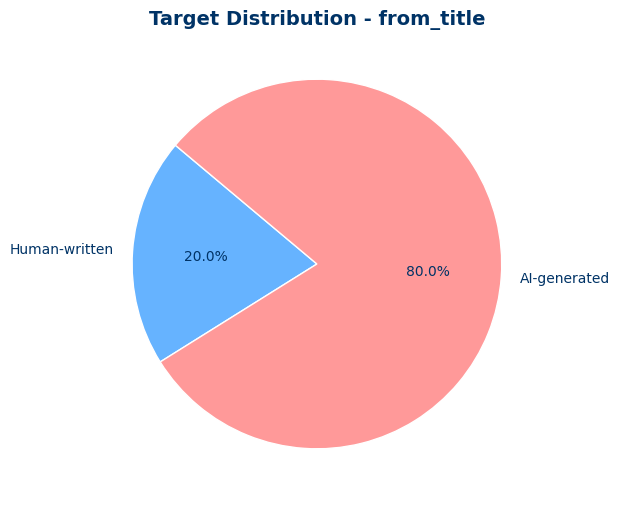 Target Distribution - from_title
Human-written
20.0%
80.0%
AI-generated